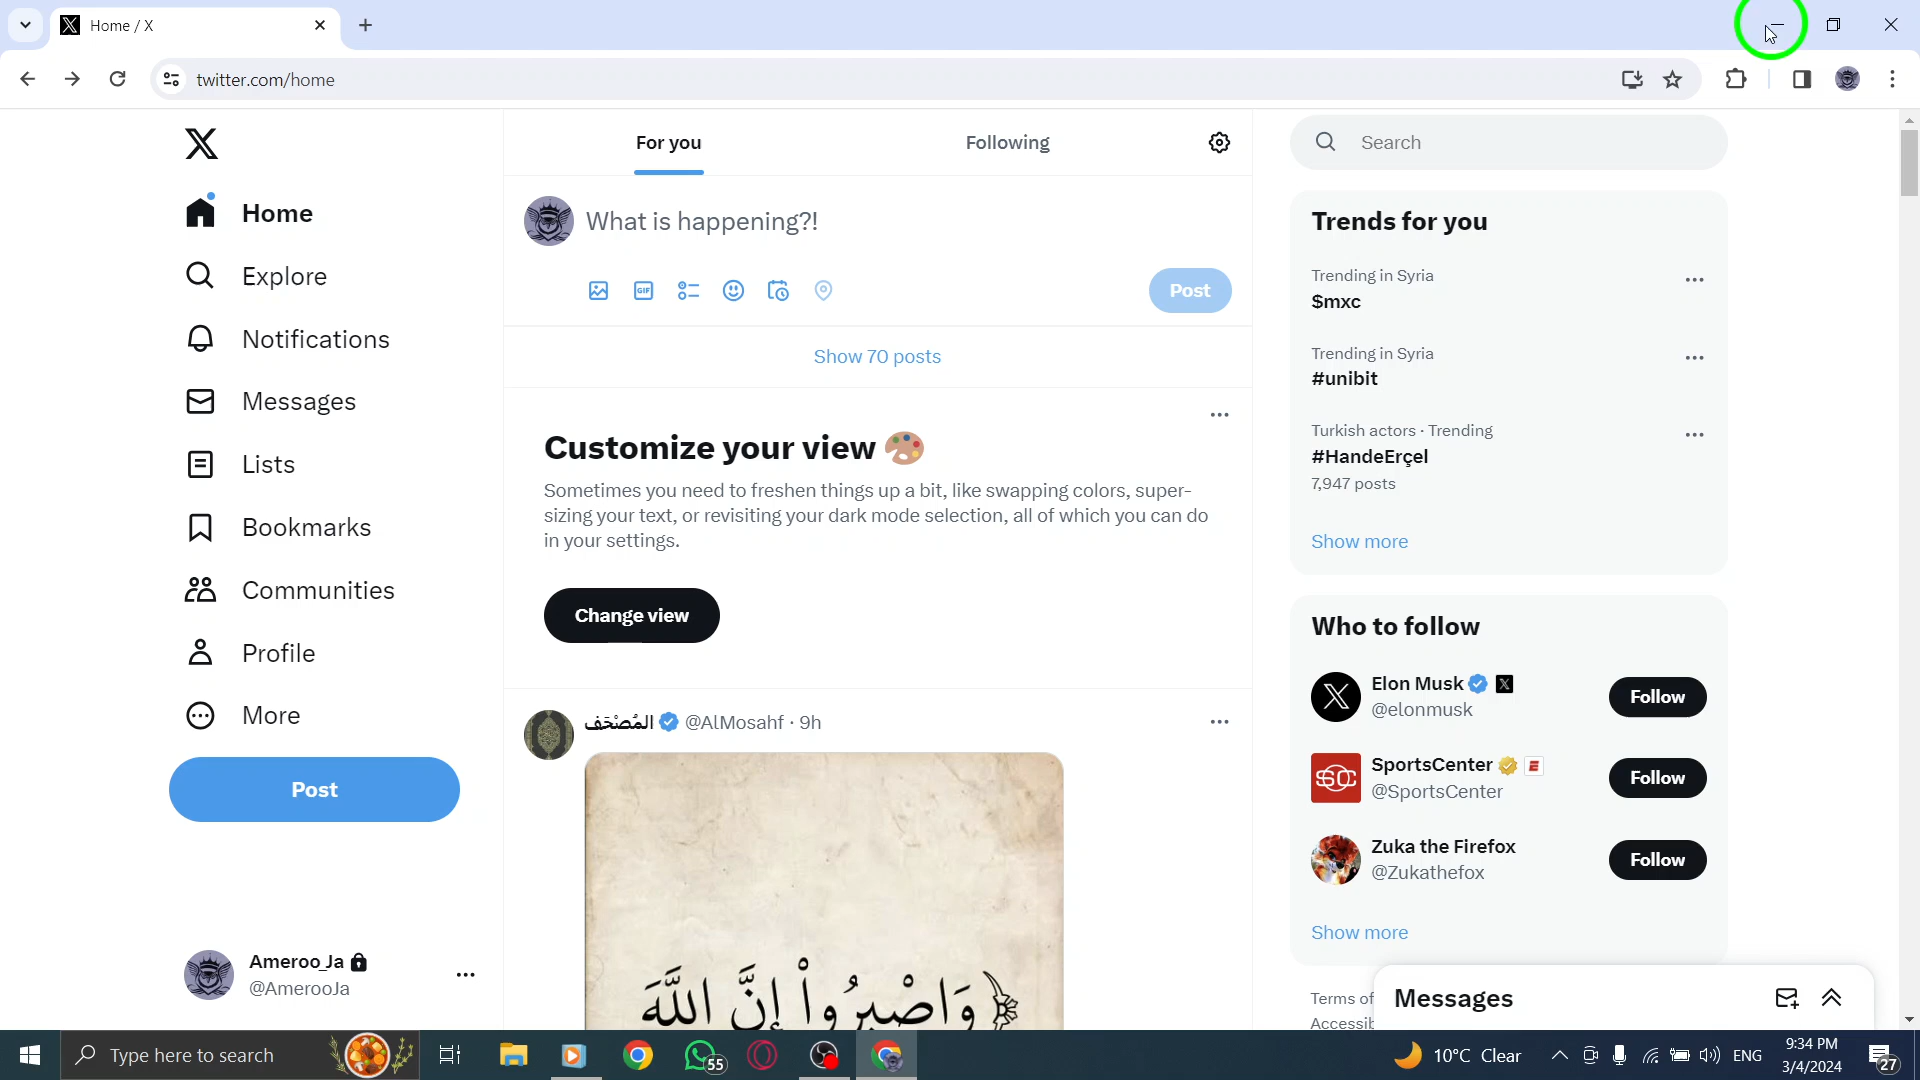 Home / X
twitter.com/home
Home
Explore
Notifications
Messages
Lists
Bookmarks
Communities
Profile
More
Post
Ameroo_Ja
@AmerooJa
For you
Following
What is happening?!
GIF
Post
Show 70 posts
Customize your view
Sometimes you need to freshen things up a bit, like swapping colors, super-
sizing your text, or revisiting your dark mode selection, all of which you can do
in your settings.
Change view
المُصْحَف @AlMosahf · 9h
وَاصْبِرُواْ إِنَّ اللَّهَ
Search
Trends for you
Trending in Syria
$mxc
Trending in Syria
#unibit
Turkish actors · Trending
#HandeErçel
7,947 posts
Show more
Who to follow
Elon Musk
@elonmusk
Follow
SportsCenter
@SportsCenter
Follow
Zuka the Firefox
@Zukathefox
Follow
Show more
Terms of
Accessib
Messages
Type here to search
55
10°C Clear
ENG
9:34 PM
3/4/2024
27